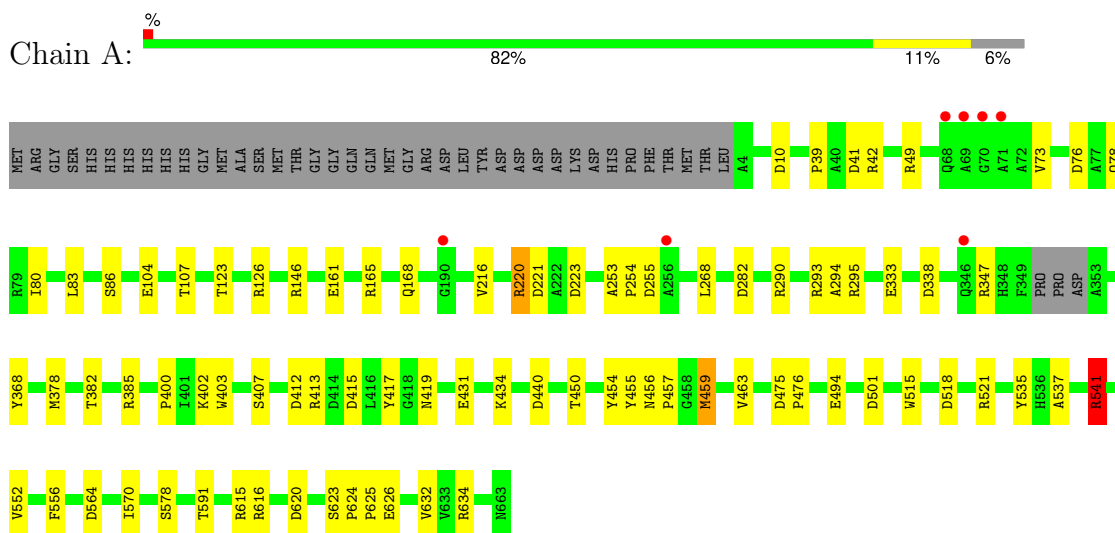 %
Chain A:
82% 11% 6%
MET ARG GLY SER HIS HIS HIS HIS HIS HIS GLY MET ALA SER MET THR GLY GLY GLN GLN MET GLY ARG ASP LEU TYR ASP ASP ASP ASP LYS ASP HIS PRO PHE THR MET THR LEU A4 D10 P39 A40 D41 R42 R49 Q68 A69 G70 A71 A72 V73 D76 A77
R79 I80 L83 S86 E104 T107 T123 R126 R146 E161 R165 Q168 G190 V216 R220 D221 A222 D223 A253 P254 D255 A256 L268 D282 R290 R293 A294 R295 E333 D338 Q346 R347 H348 F349 PRO PRO ASP A353
Y368 M378 T382 R385 P400 I401 K402 W403 S407 D412 R413 D414 D415 L416 Y417 G418 N419 E431 K434 D440 T450 Y454 Y455 N456 P457 G458 M459 V463 D475 P476 E494 D501 W515 D518 R521 Y535 H536 A537 R541
V552 F556 D564 I570 S578 T591 R615 R616 D620 S623 P624 P625 E626 V632 V633 R634 N663